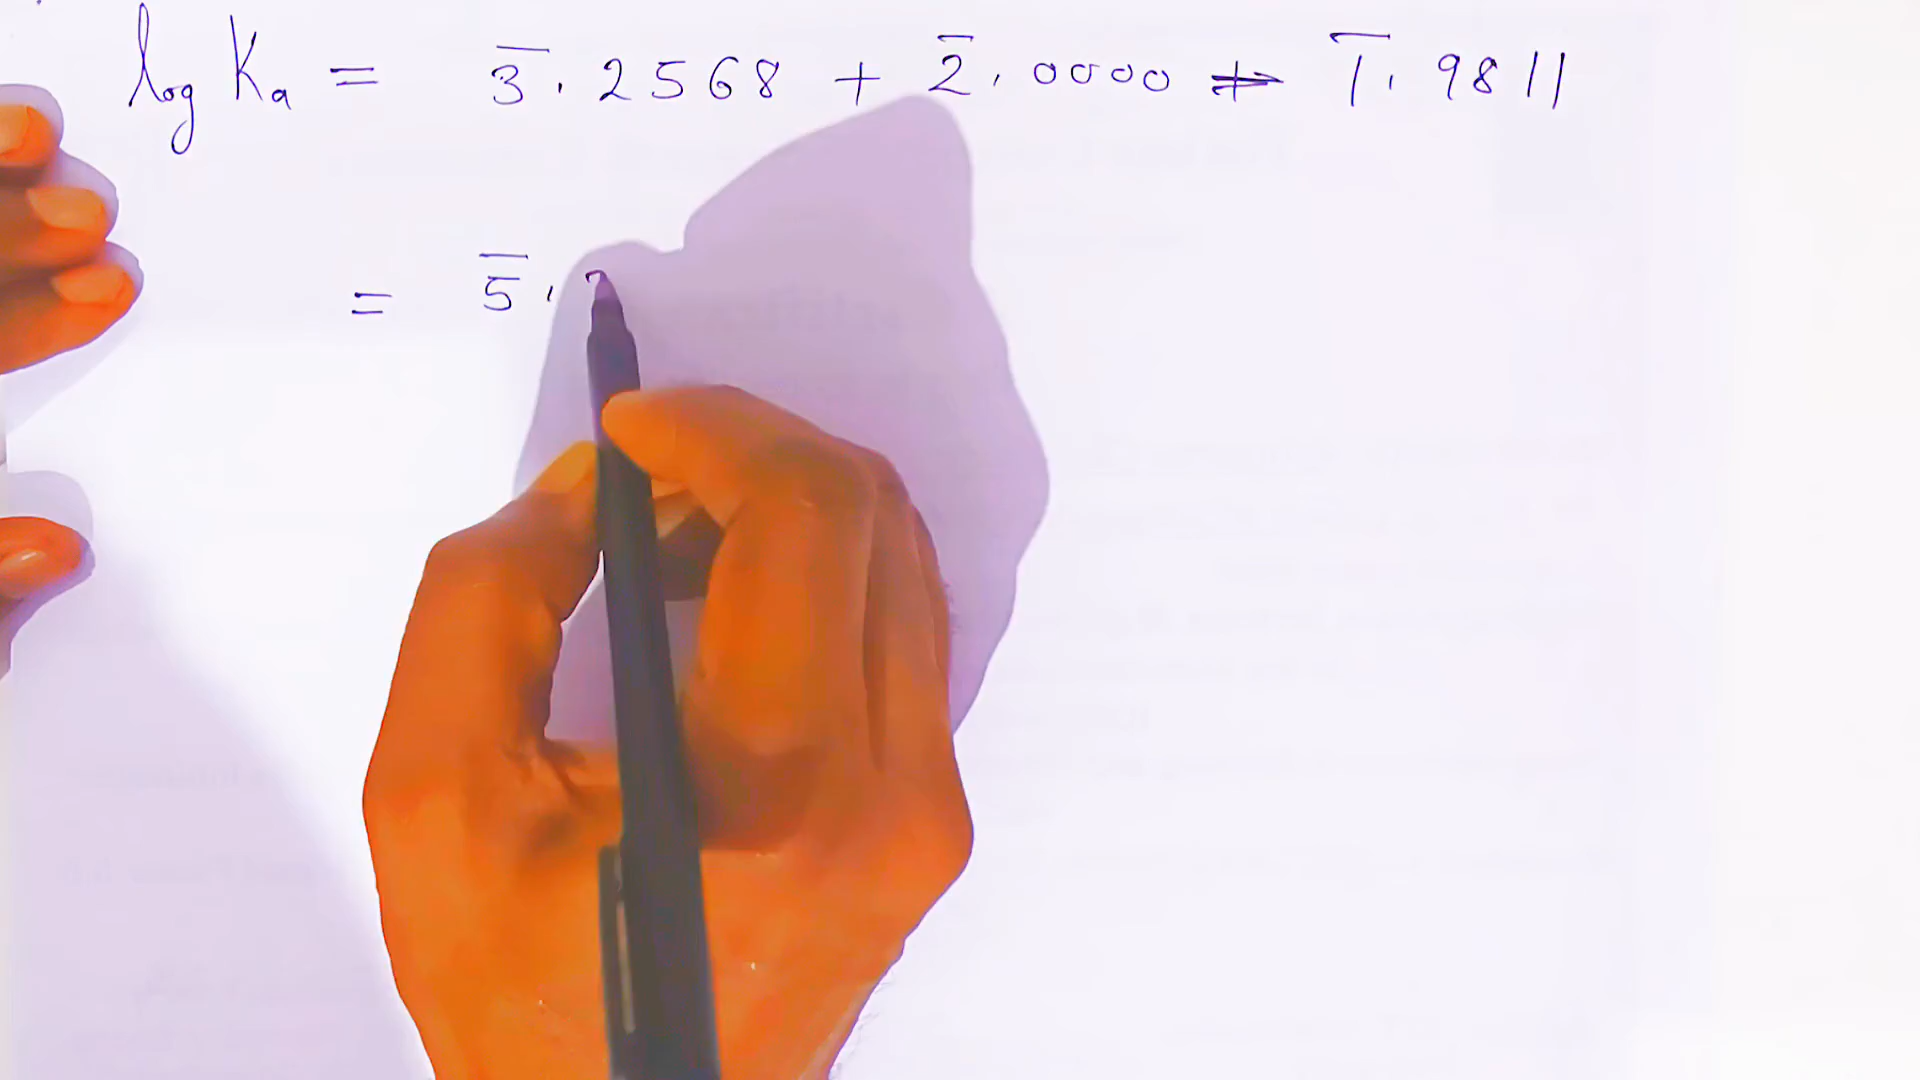 log Ka = 3̅.2568 + 2̅.0000 - 1̅.9811
= 5̅.